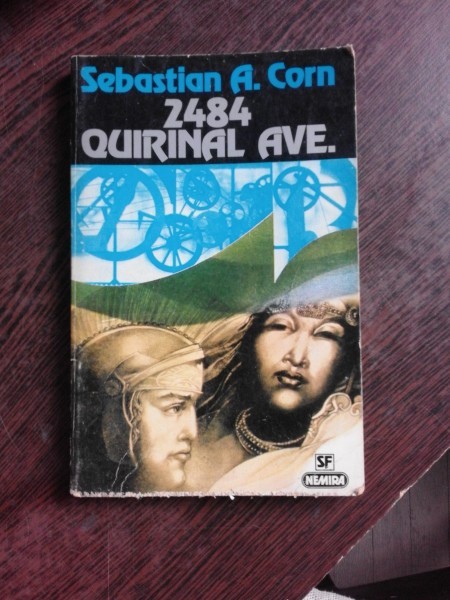 Sebastian A. Corn
2484
QUIRINAL AVE.
SF
NEMIRA